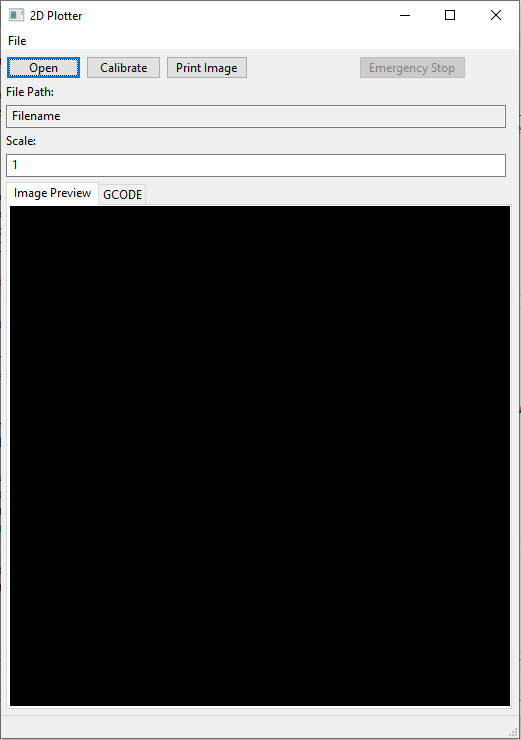 2D Plotter
File
Open Calibrate Print Image Emergency Stop
File Path:
Filename
Scale:
1
Image Preview GCODE